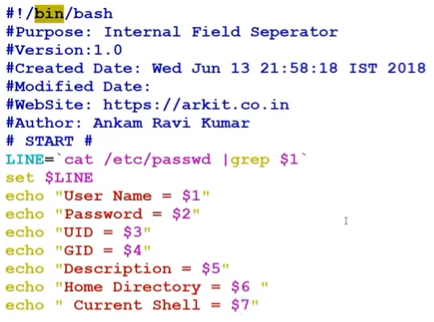 #!/bin/bash
#Purpose: Internal Field Seperator
#Version:1.0
#Created Date: Wed Jun 13 21:58:18 IST 2018
#Modified Date:
#WebSite: https://arkit.co.in
#Author: Ankam Ravi Kumar
# START #
LINE=`cat /etc/passwd |grep $1`
set $LINE
echo "User Name = $1"
echo "Password = $2"
echo "UID = $3"
echo "GID = $4"
echo "Description = $5"
echo "Home Directory = $6 "
echo " Current Shell = $7"